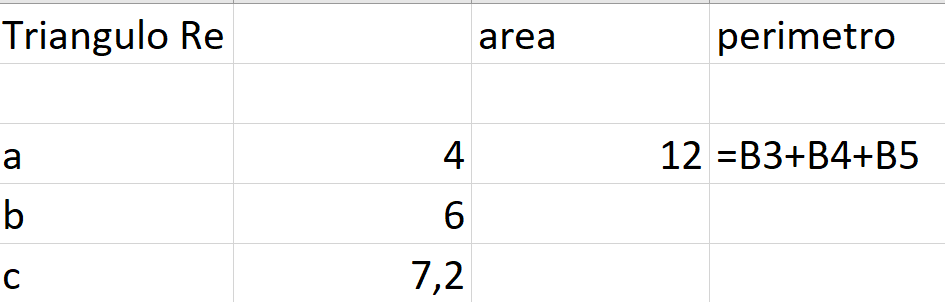 Triangulo Re area perimetro
a 4 12 =B3+B4+B5
b 6
c 7,2